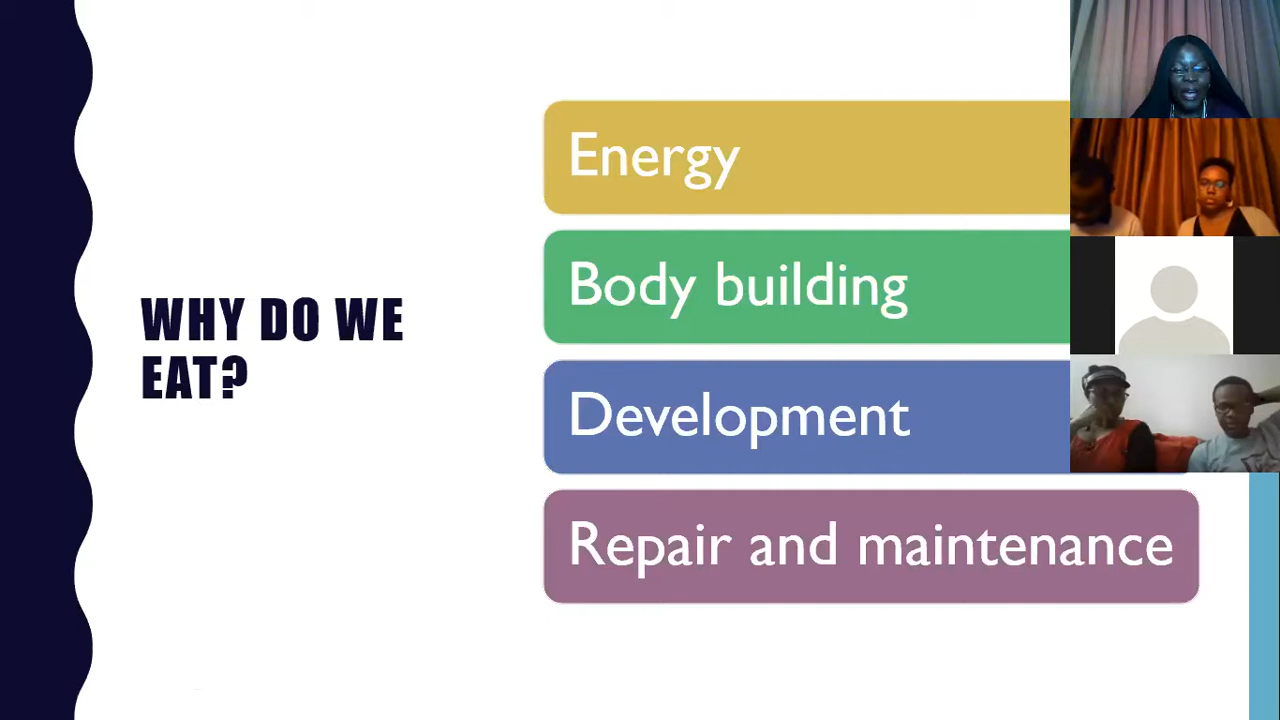 WHY DO WE
EAT?
Energy
Body building
Development
Repair and maintenance